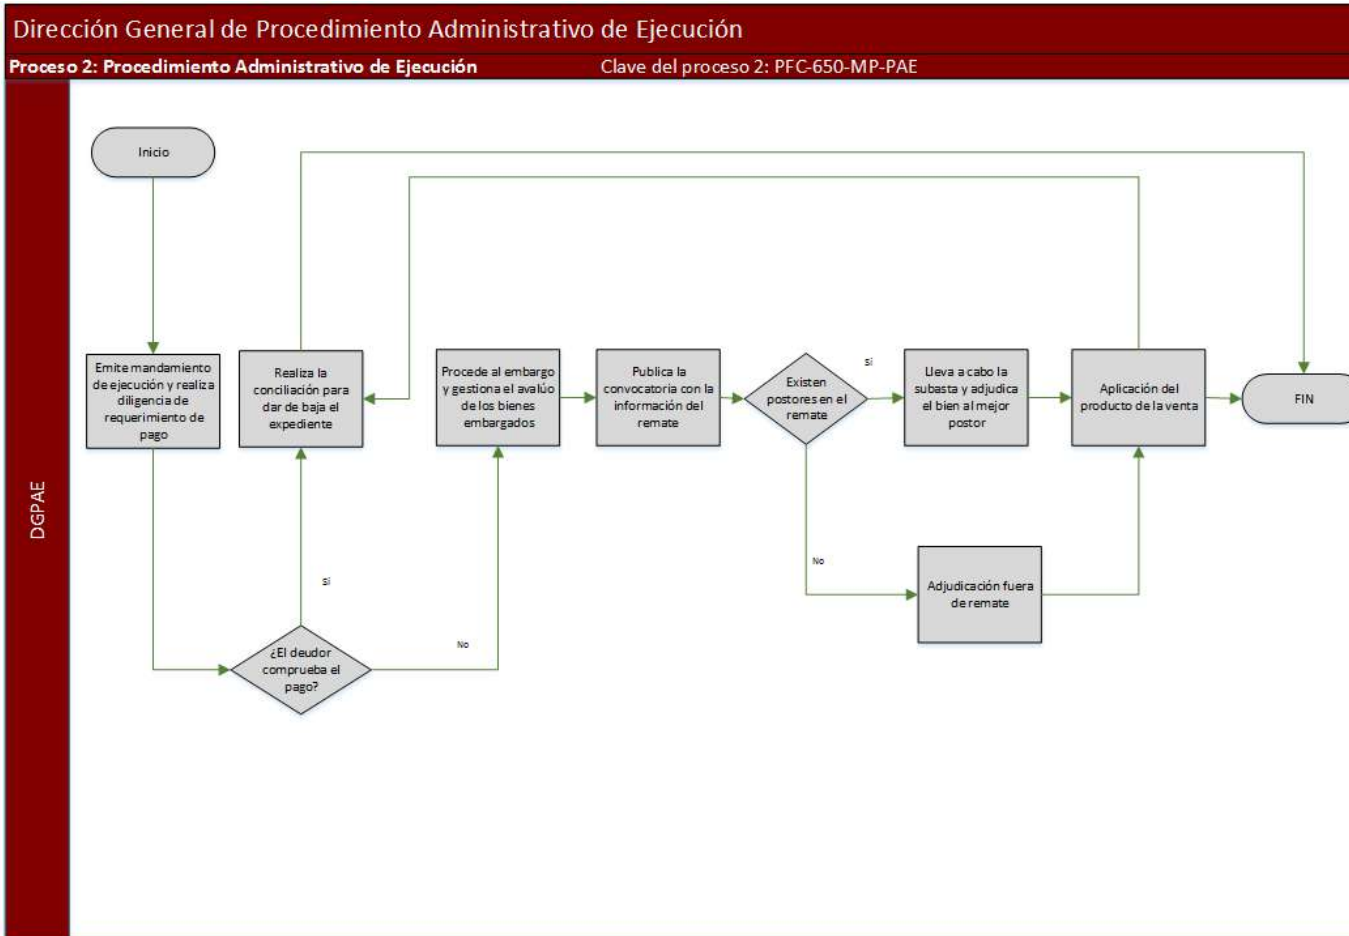 Dirección General de Procedimiento Administrativo de Ejecución
Proceso 2: Procedimiento Administrativo de Ejecución
Clave del proceso 2: PFC-650-MP-PAE
DGPAE
Inicio
Emite mandamiento
de ejecución y realiza
diligencia de
requerimiento de
pago
Realiza la
conciliación para
dar de baja el
expediente
Procede al embargo
y gestiona el avalúo
de los bienes
embargados
Publica la
convocatoria con la
información del
remate
Existen
postores en el
remate
Sí
Lleva a cabo la
subasta y adjudica
el bien al mejor
postor
Aplicación del
producto de la venta
FIN
No
Adjudicación fuera
de remate
Sí
¿El deudor
comprueba el
pago?
No